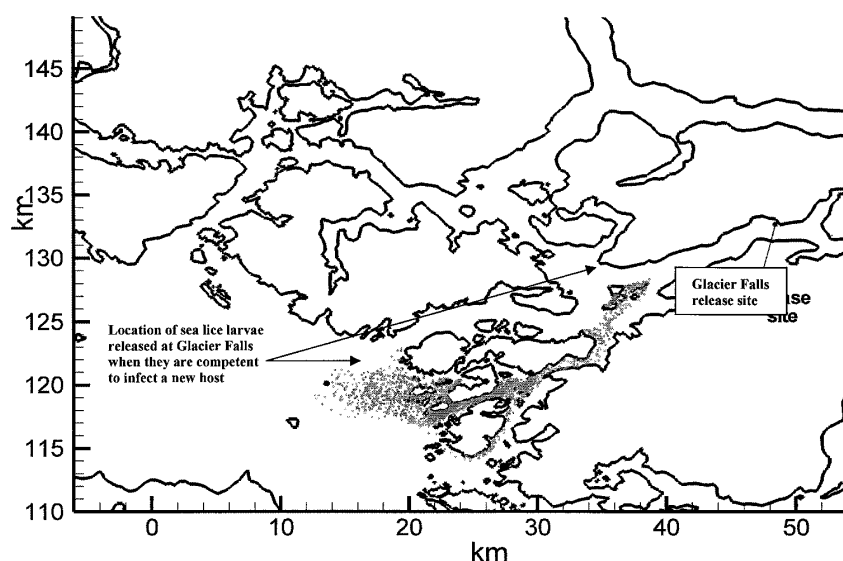 145
140
135
km
130
125
120
115
110
0
10
20
30
40
50
km
Glacier Falls
release site
site
Location of sea lice larvae
released at Glacier Falls
when they are competent
to infect a new host